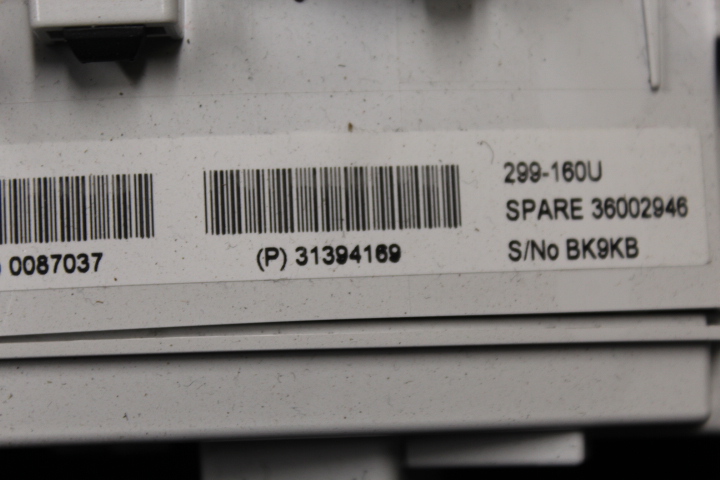 ) 0087037
(P) 31394169
299-160U
SPARE 36002946
S/No BK9KB